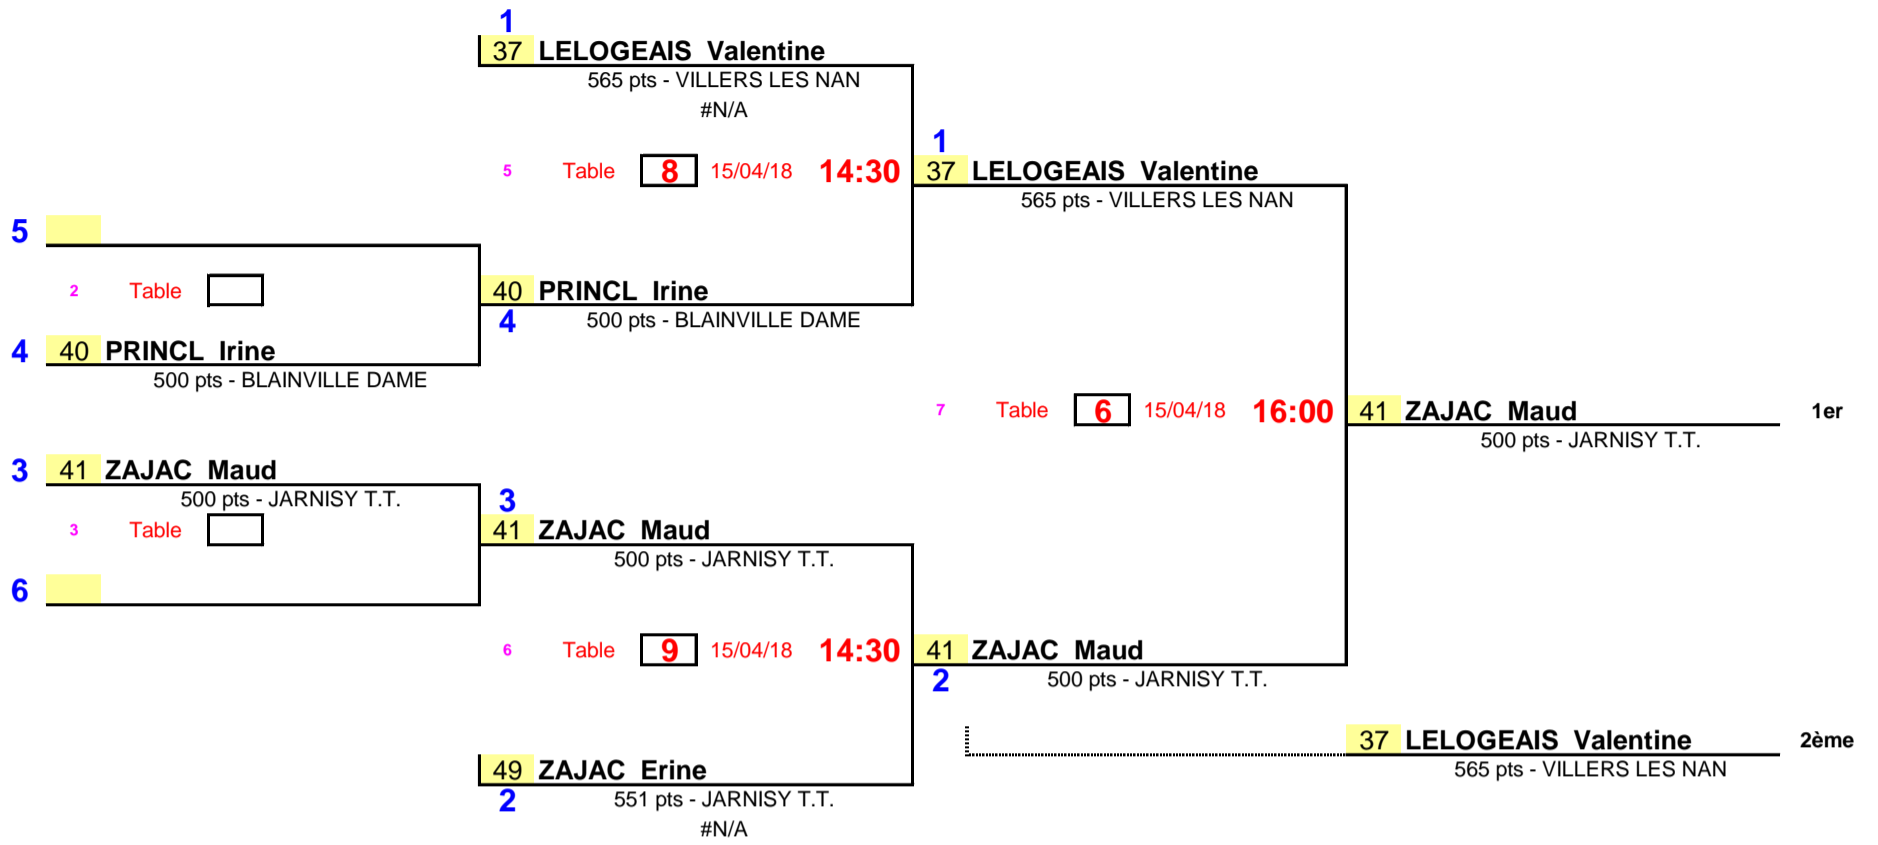 1
37 LELOGEAIS Valentine
565 pts - VILLERS LES NAN
#N/A
1
5 Table 8 15/04/18 14:30 37 LELOGEAIS Valentine
565 pts - VILLERS LES NAN
5
2 Table 40 PRINCL Irine
4 500 pts - BLAINVILLE DAME
4 40 PRINCL Irine
500 pts - BLAINVILLE DAME
7 Table 6 15/04/18 16:00 41 ZAJAC Maud 1er
500 pts - JARNISY T.T.
3 41 ZAJAC Maud
500 pts - JARNISY T.T.
3
3 Table 41 ZAJAC Maud
500 pts - JARNISY T.T.
6
6 Table 9 15/04/18 14:30 41 ZAJAC Maud
2 500 pts - JARNISY T.T.
37 LELOGEAIS Valentine 2ème
565 pts - VILLERS LES NAN
49 ZAJAC Erine
2 551 pts - JARNISY T.T.
#N/A